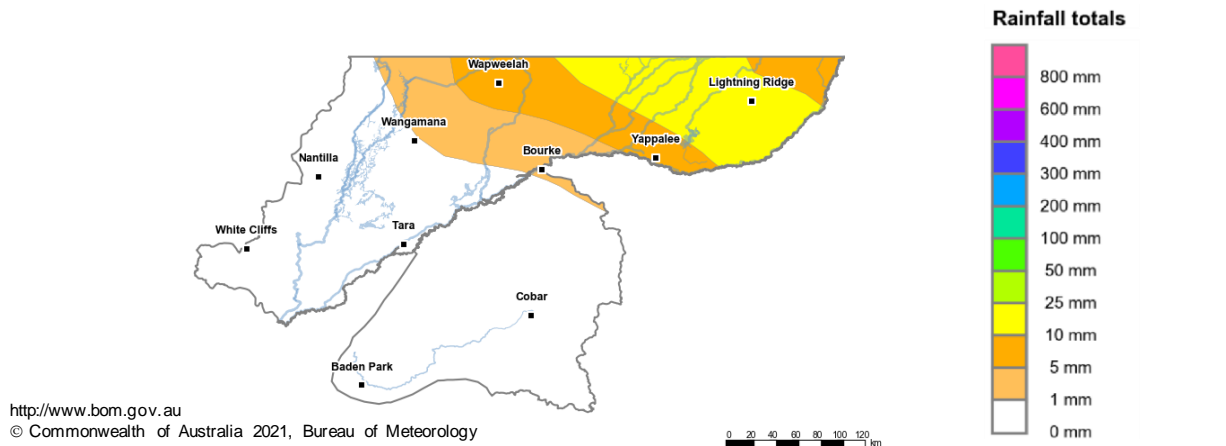 Rainfall totals
800 mm
600 mm
400 mm
300 mm
200 mm
100 mm
50 mm
25 mm
10 mm
5 mm
1 mm
0 mm
Wapweelah
Lightning Ridge
Wangamana
Yappalee
Bourke
Nantilla
Tara
White Cliffs
Cobar
Baden Park
http://www.bom.gov.au
© Commonwealth of Australia 2021, Bureau of Meteorology
0 20 40 60 80 100 120
km